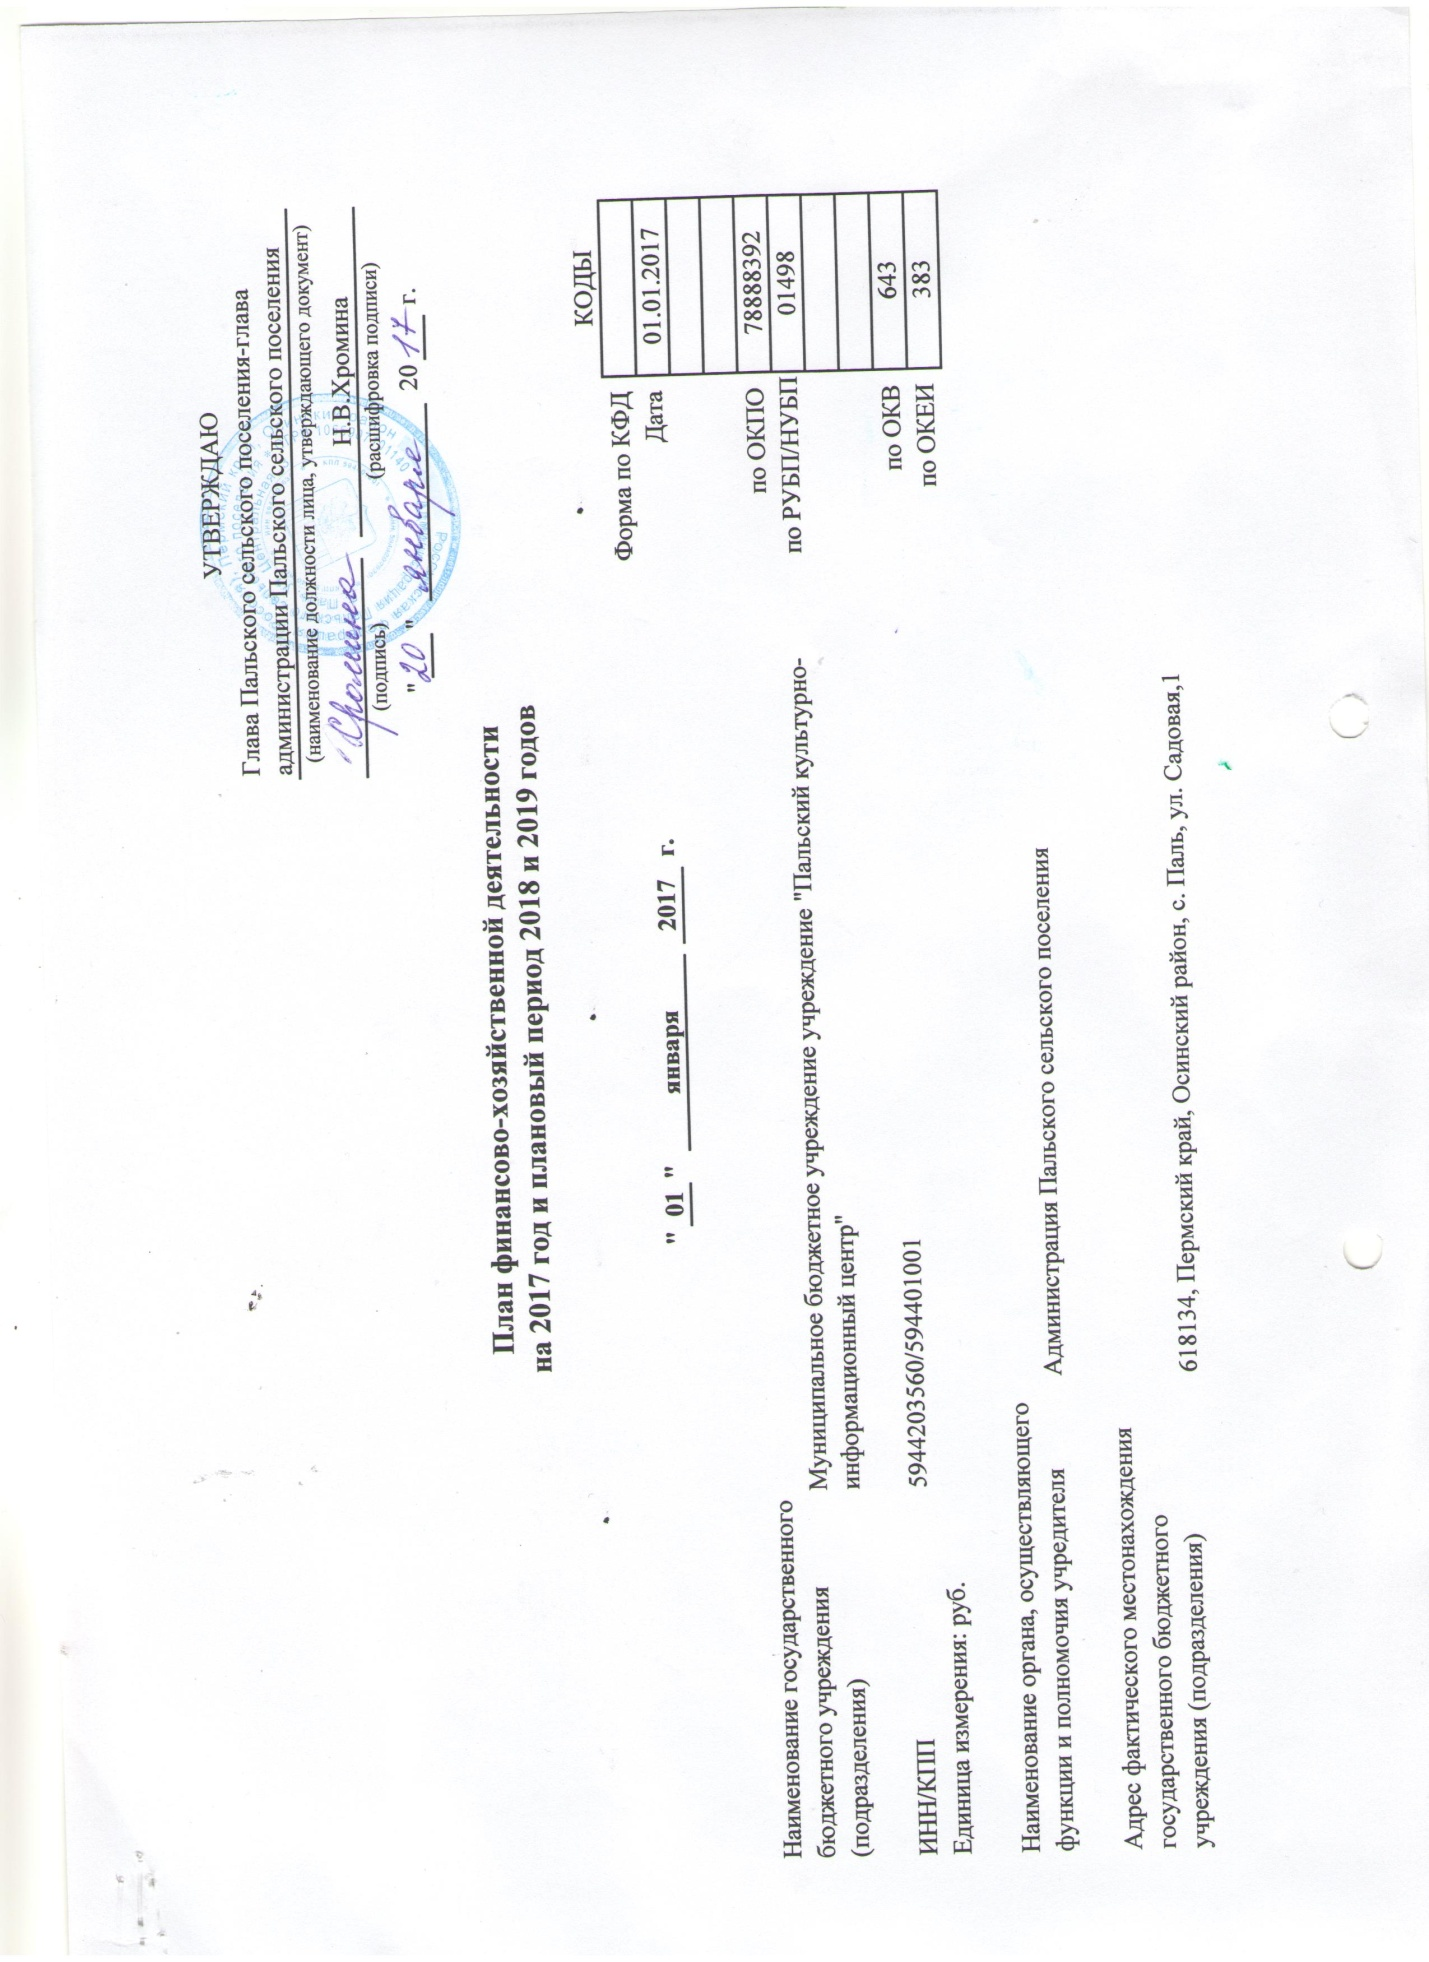 УТВЕРЖДАЮ
Глава Пальского сельского поселения-глава
администрации Пальского сельского поселения
(наименование должности лица, утверждающего документ)
Хромина Н.В.Хромина
(подпись) (расшифровка подписи)
"20" января 2017 г.
План финансово-хозяйственной деятельности
на 2017 год и плановый период 2018 и 2019 годов
КОДЫ
Форма по КФД
" 01 " января 2017 г.
Дата 01.01.2017
по ОКПО 78888392
по РУБП/НУБП 01498
Наименование государственного
бюджетного учреждения
(подразделения)
Муниципальное бюджетное учреждение учреждение "Пальский культурно-
информационный центр"
ИНН/КПП 5944203560/594401001
по ОКВ 643
Единица измерения: руб.
по ОКЕИ 383
Наименование органа, осуществляющего
функции и полномочия учредителя
Администрация Пальского сельского поселения
Адрес фактического местонахождения
государственного бюджетного
учреждения (подразделения)
618134, Пермский край, Осинский район, с. Паль, ул. Садовая,1